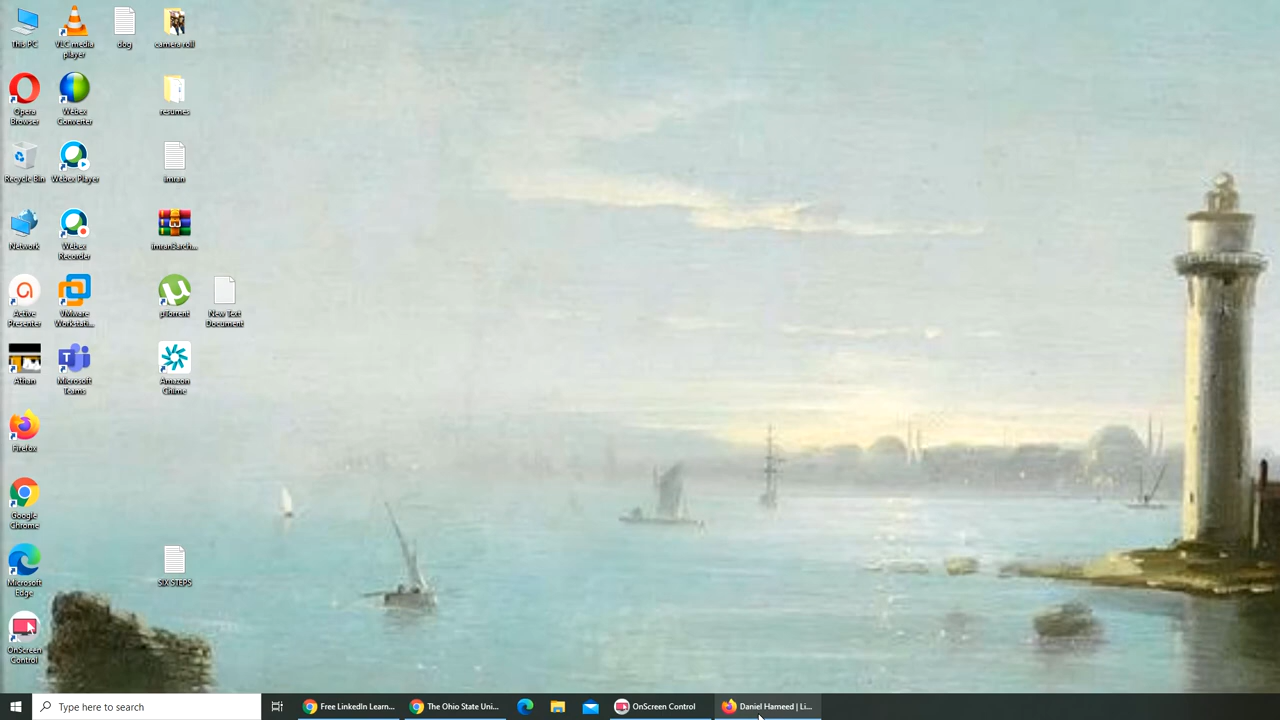 This PC
VLC media
player
dog
camera roll
Opera
Browser
Webex
Converter
resumes
Recycle Bin
Webex Player
imran
Network
Webex
Recorder
imran3arch...
Active
Presenter
VMware
Workstati...
µTorrent
New Text
Document
Athan
Microsoft
Teams
Amazon
Chime
Firefox
Google
Chrome
Microsoft
Edge
SIX STEPS
OnScreen
Control
Type here to search
Free LinkedIn Learn...
The Ohio State Uni...
OnScreen Control
Daniel Hameed | Li...